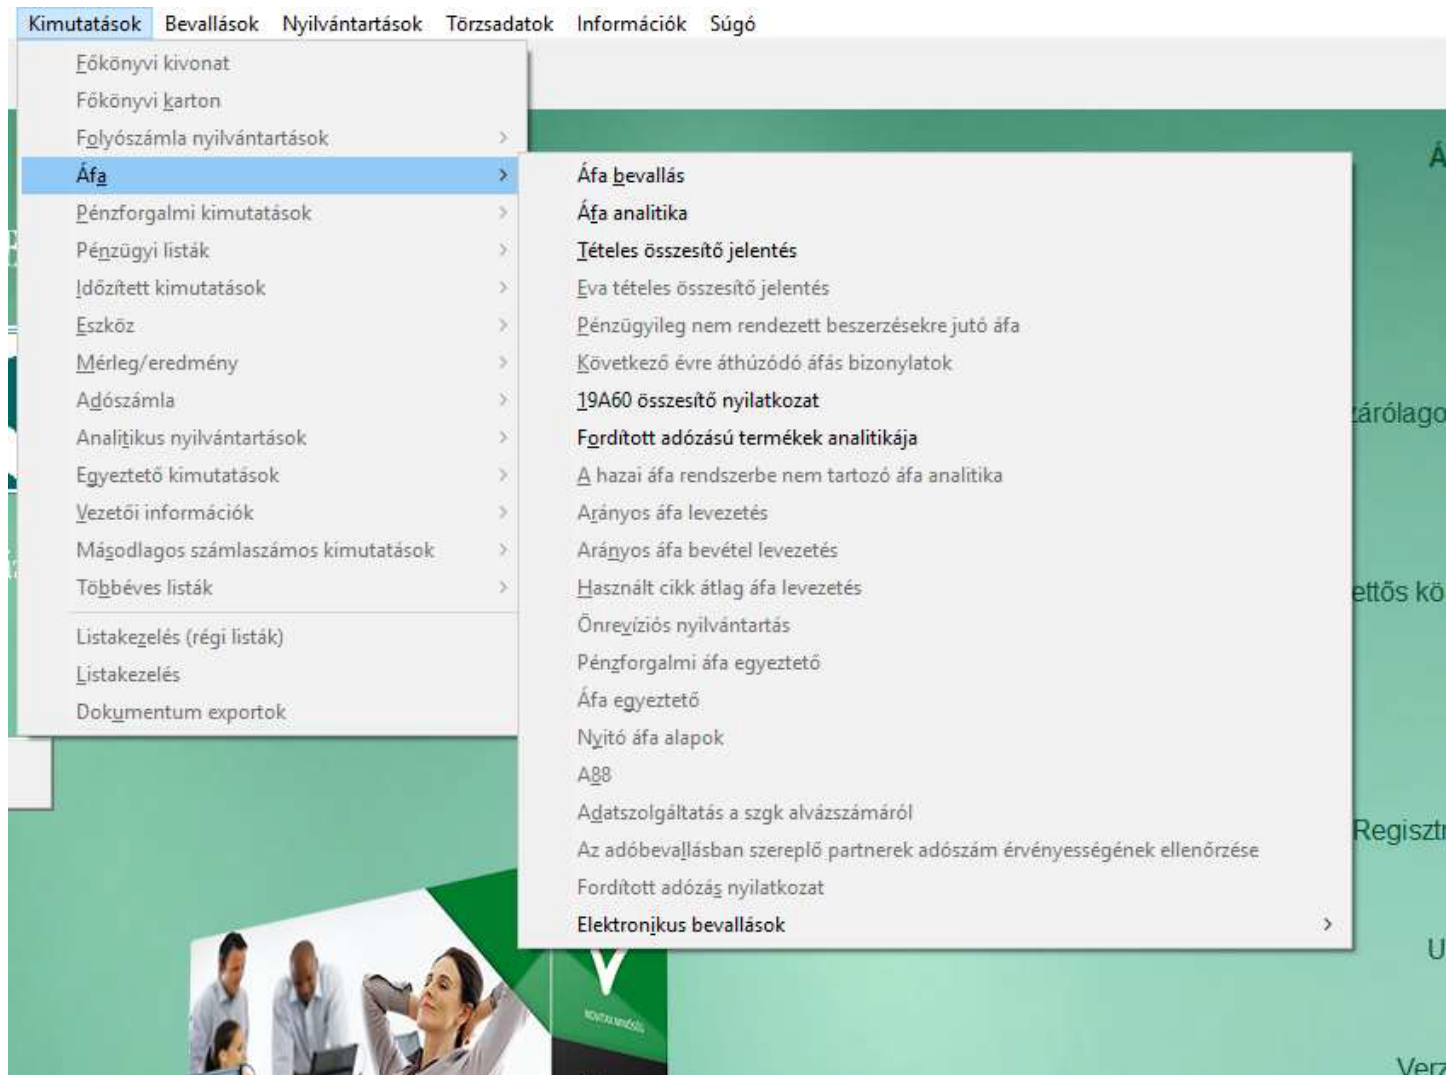 Kimutatások Bevallások Nyilvántartások Törzsadatok Információk Súgó
Főkönyvi kivonat
Főkönyvi karton
Folyószámla nyilvántartások
Áfa
Pénzforgalmi kimutatások
Pénzügyi listák
Időzített kimutatások
Eszköz
Mérleg/eredmény
Adószámla
Analitikus nyilvántartások
Egyeztető kimutatások
Vezetői információk
Másodlagos számlaszámos kimutatások
Többéves listák
Listakezelés (régi listák)
Listakezelés
Dokumentum exportok
Áfa bevallás
Áfa analitika
Tételes összesítő jelentés
Eva tételes összesítő jelentés
Pénzügyileg nem rendezett beszerzésekre jutó áfa
Következő évre áthúzódó áfás bizonylatok
19A60 összesítő nyilatkozat
Fordított adózású termékek analitikája
A hazai áfa rendszerbe nem tartozó áfa analitika
Arányos áfa levezetés
Arányos áfa bevétel levezetés
Használt cikk átlag áfa levezetés
Önrevíziós nyilvántartás
Pénzforgalmi áfa egyeztető
Áfa egyeztető
Nyitó áfa alapok
A88
Adatszolgáltatás a szgk alvázszámáról
Az adóbevallásban szereplő partnerek adószám érvényességének ellenőrzése
Fordított adózás nyilatkozat
Elektronikus bevallások
Á
zárólago
ettős kö
Regisztr
U
Verz